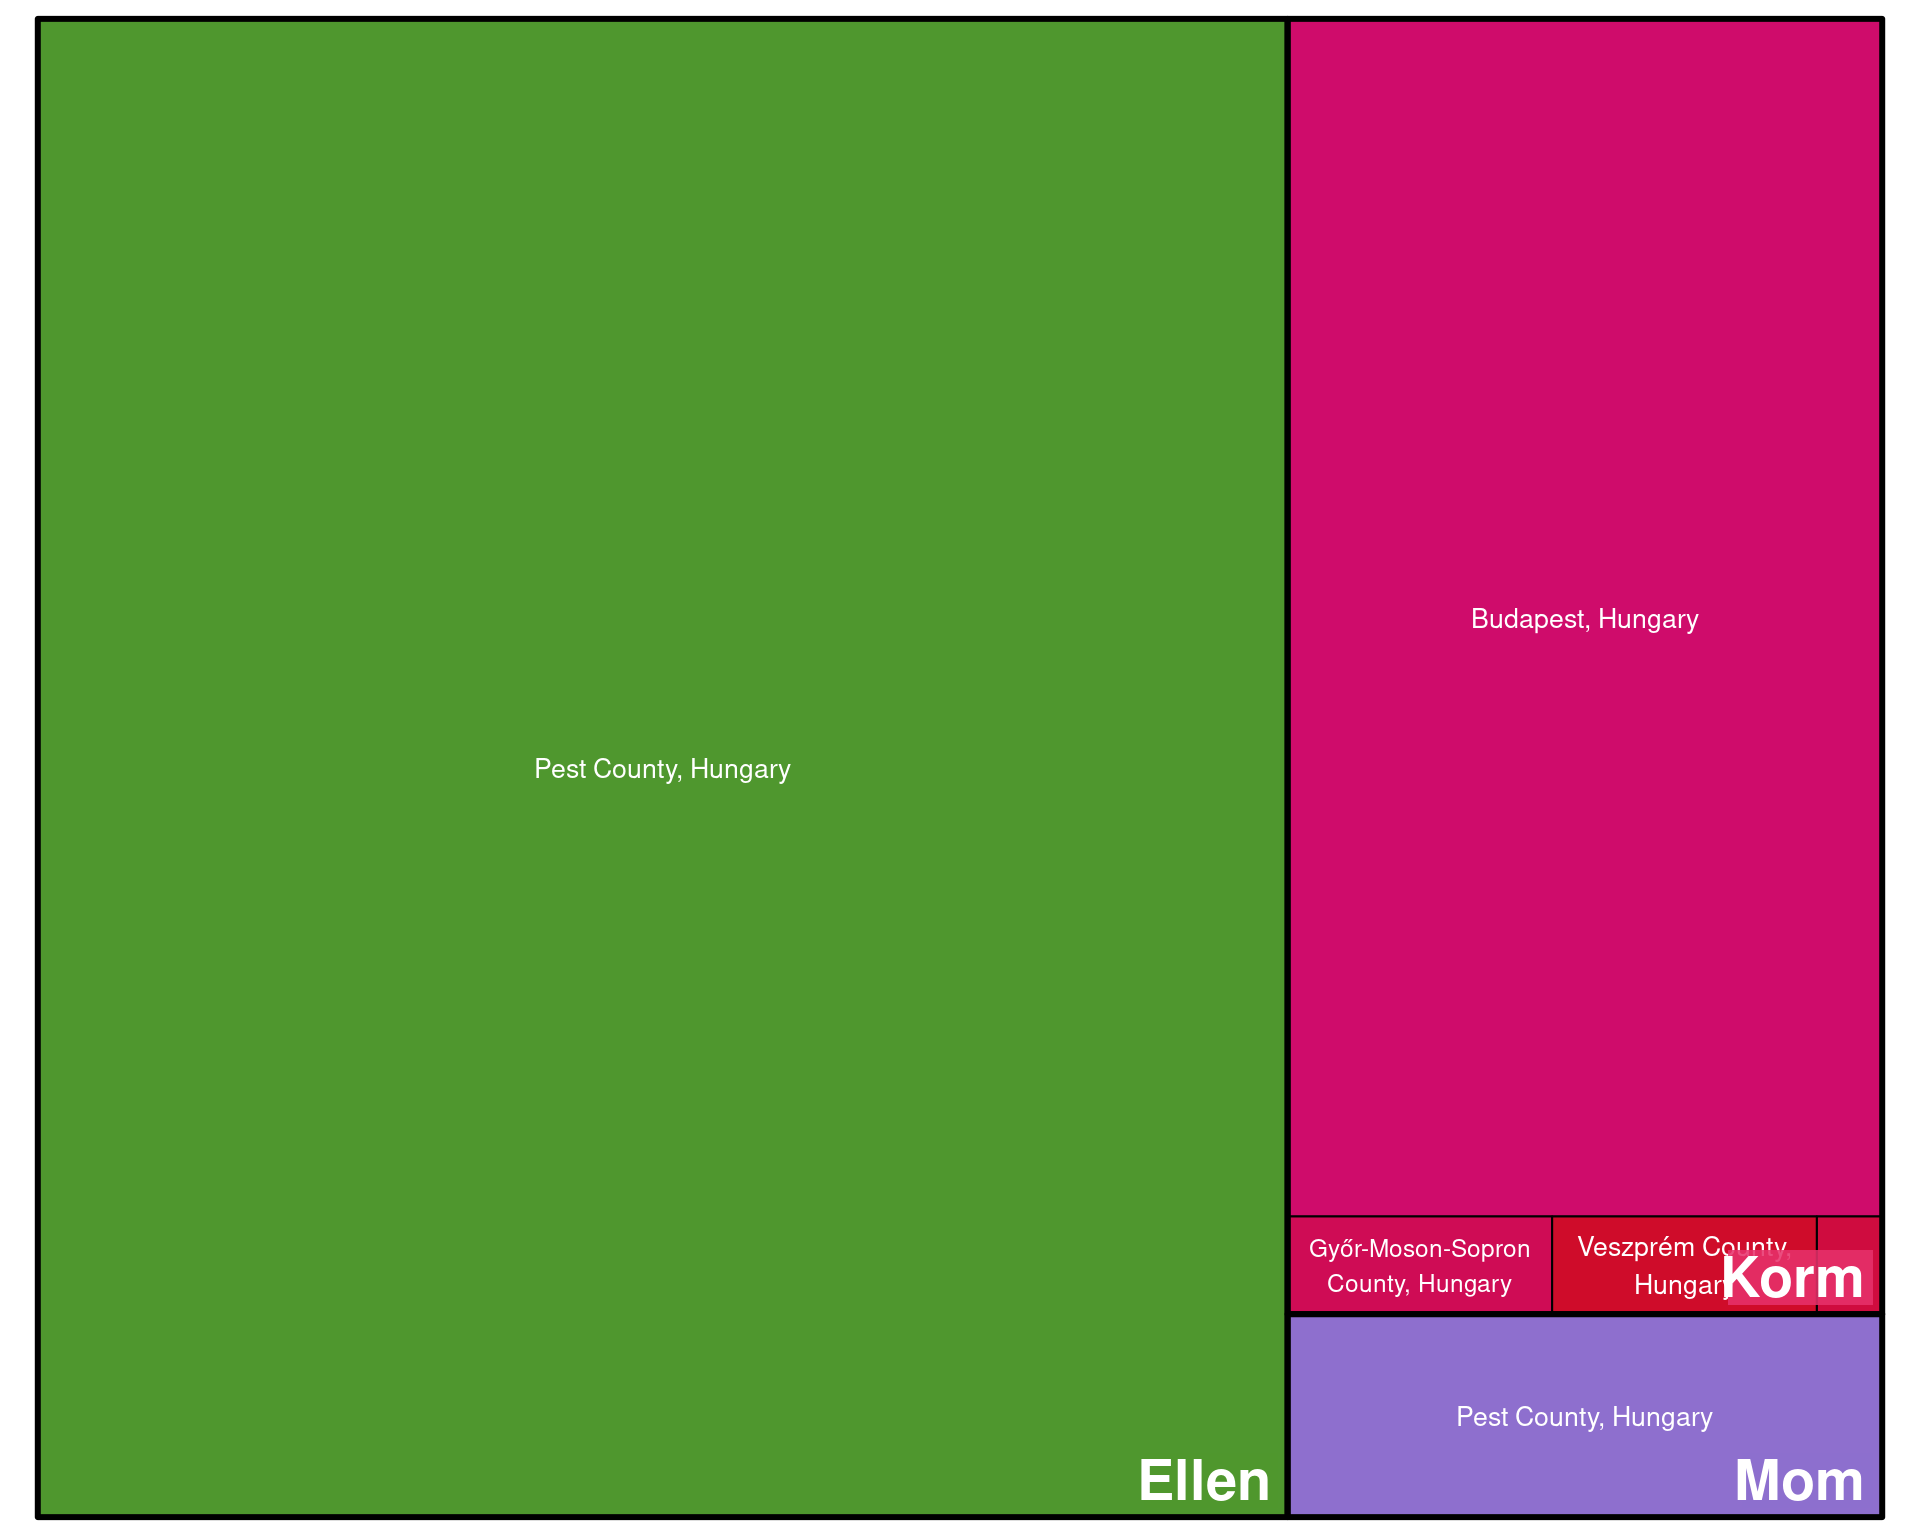 Pest County, Hungary
Ellen
Budapest, Hungary
Győr-Moson-Sopron
County, Hungary
Veszprém County,
Hungary
Korm
Pest County, Hungary
Mom